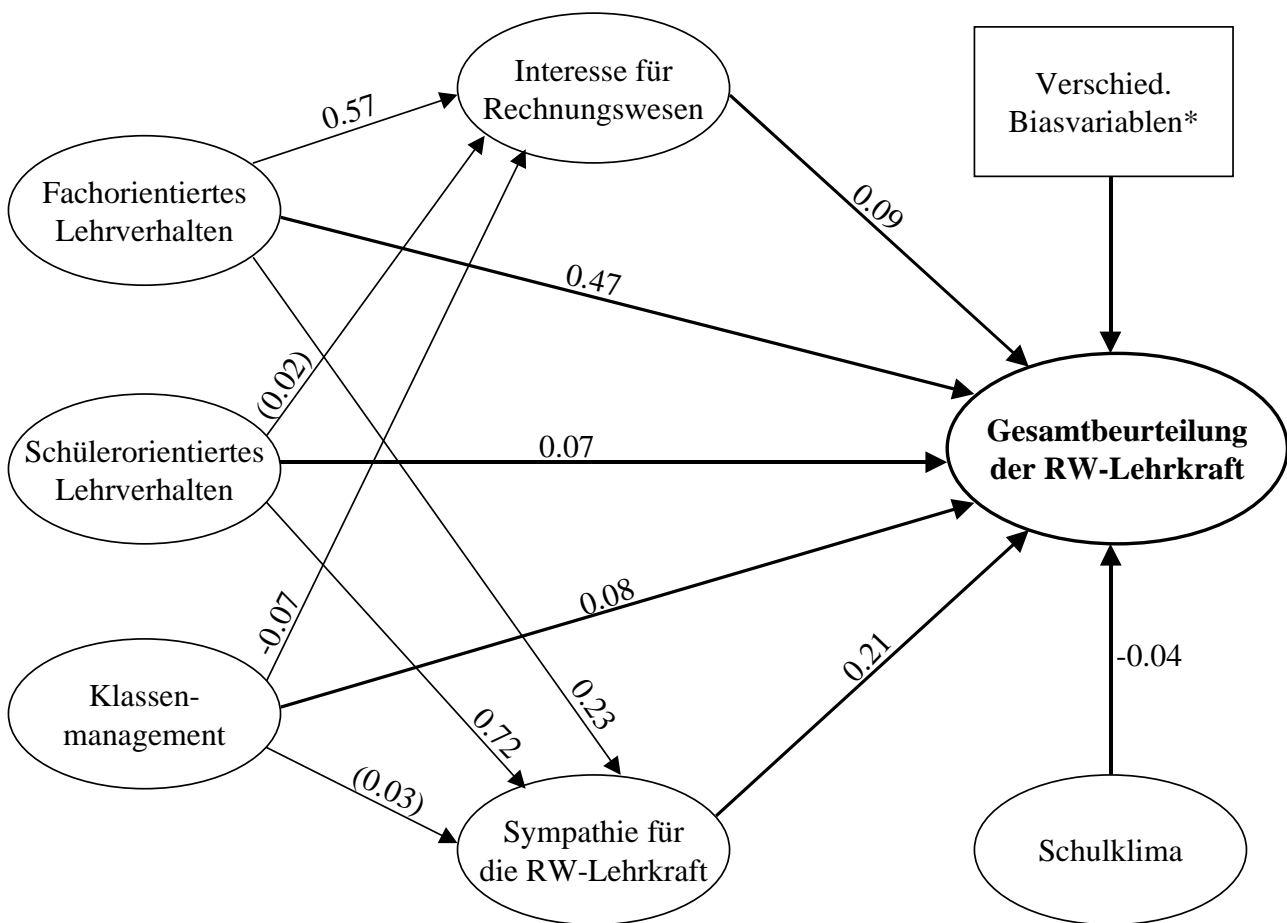 Interesse für
Rechnungswesen
Verschied.
Biasvariablen*
0.57
Fachorientiertes
Lehrverhalten
0.09
0.47
(0.02)
Schülerorientiertes
Lehrverhalten
0.07
Gesamtbeurteilung
der RW-Lehrkraft
-0.07
0.08
0.21
-0.04
Klassen-
management
0.72
0.23
(0.03)
Sympathie für
die RW-Lehrkraft
Schulklima